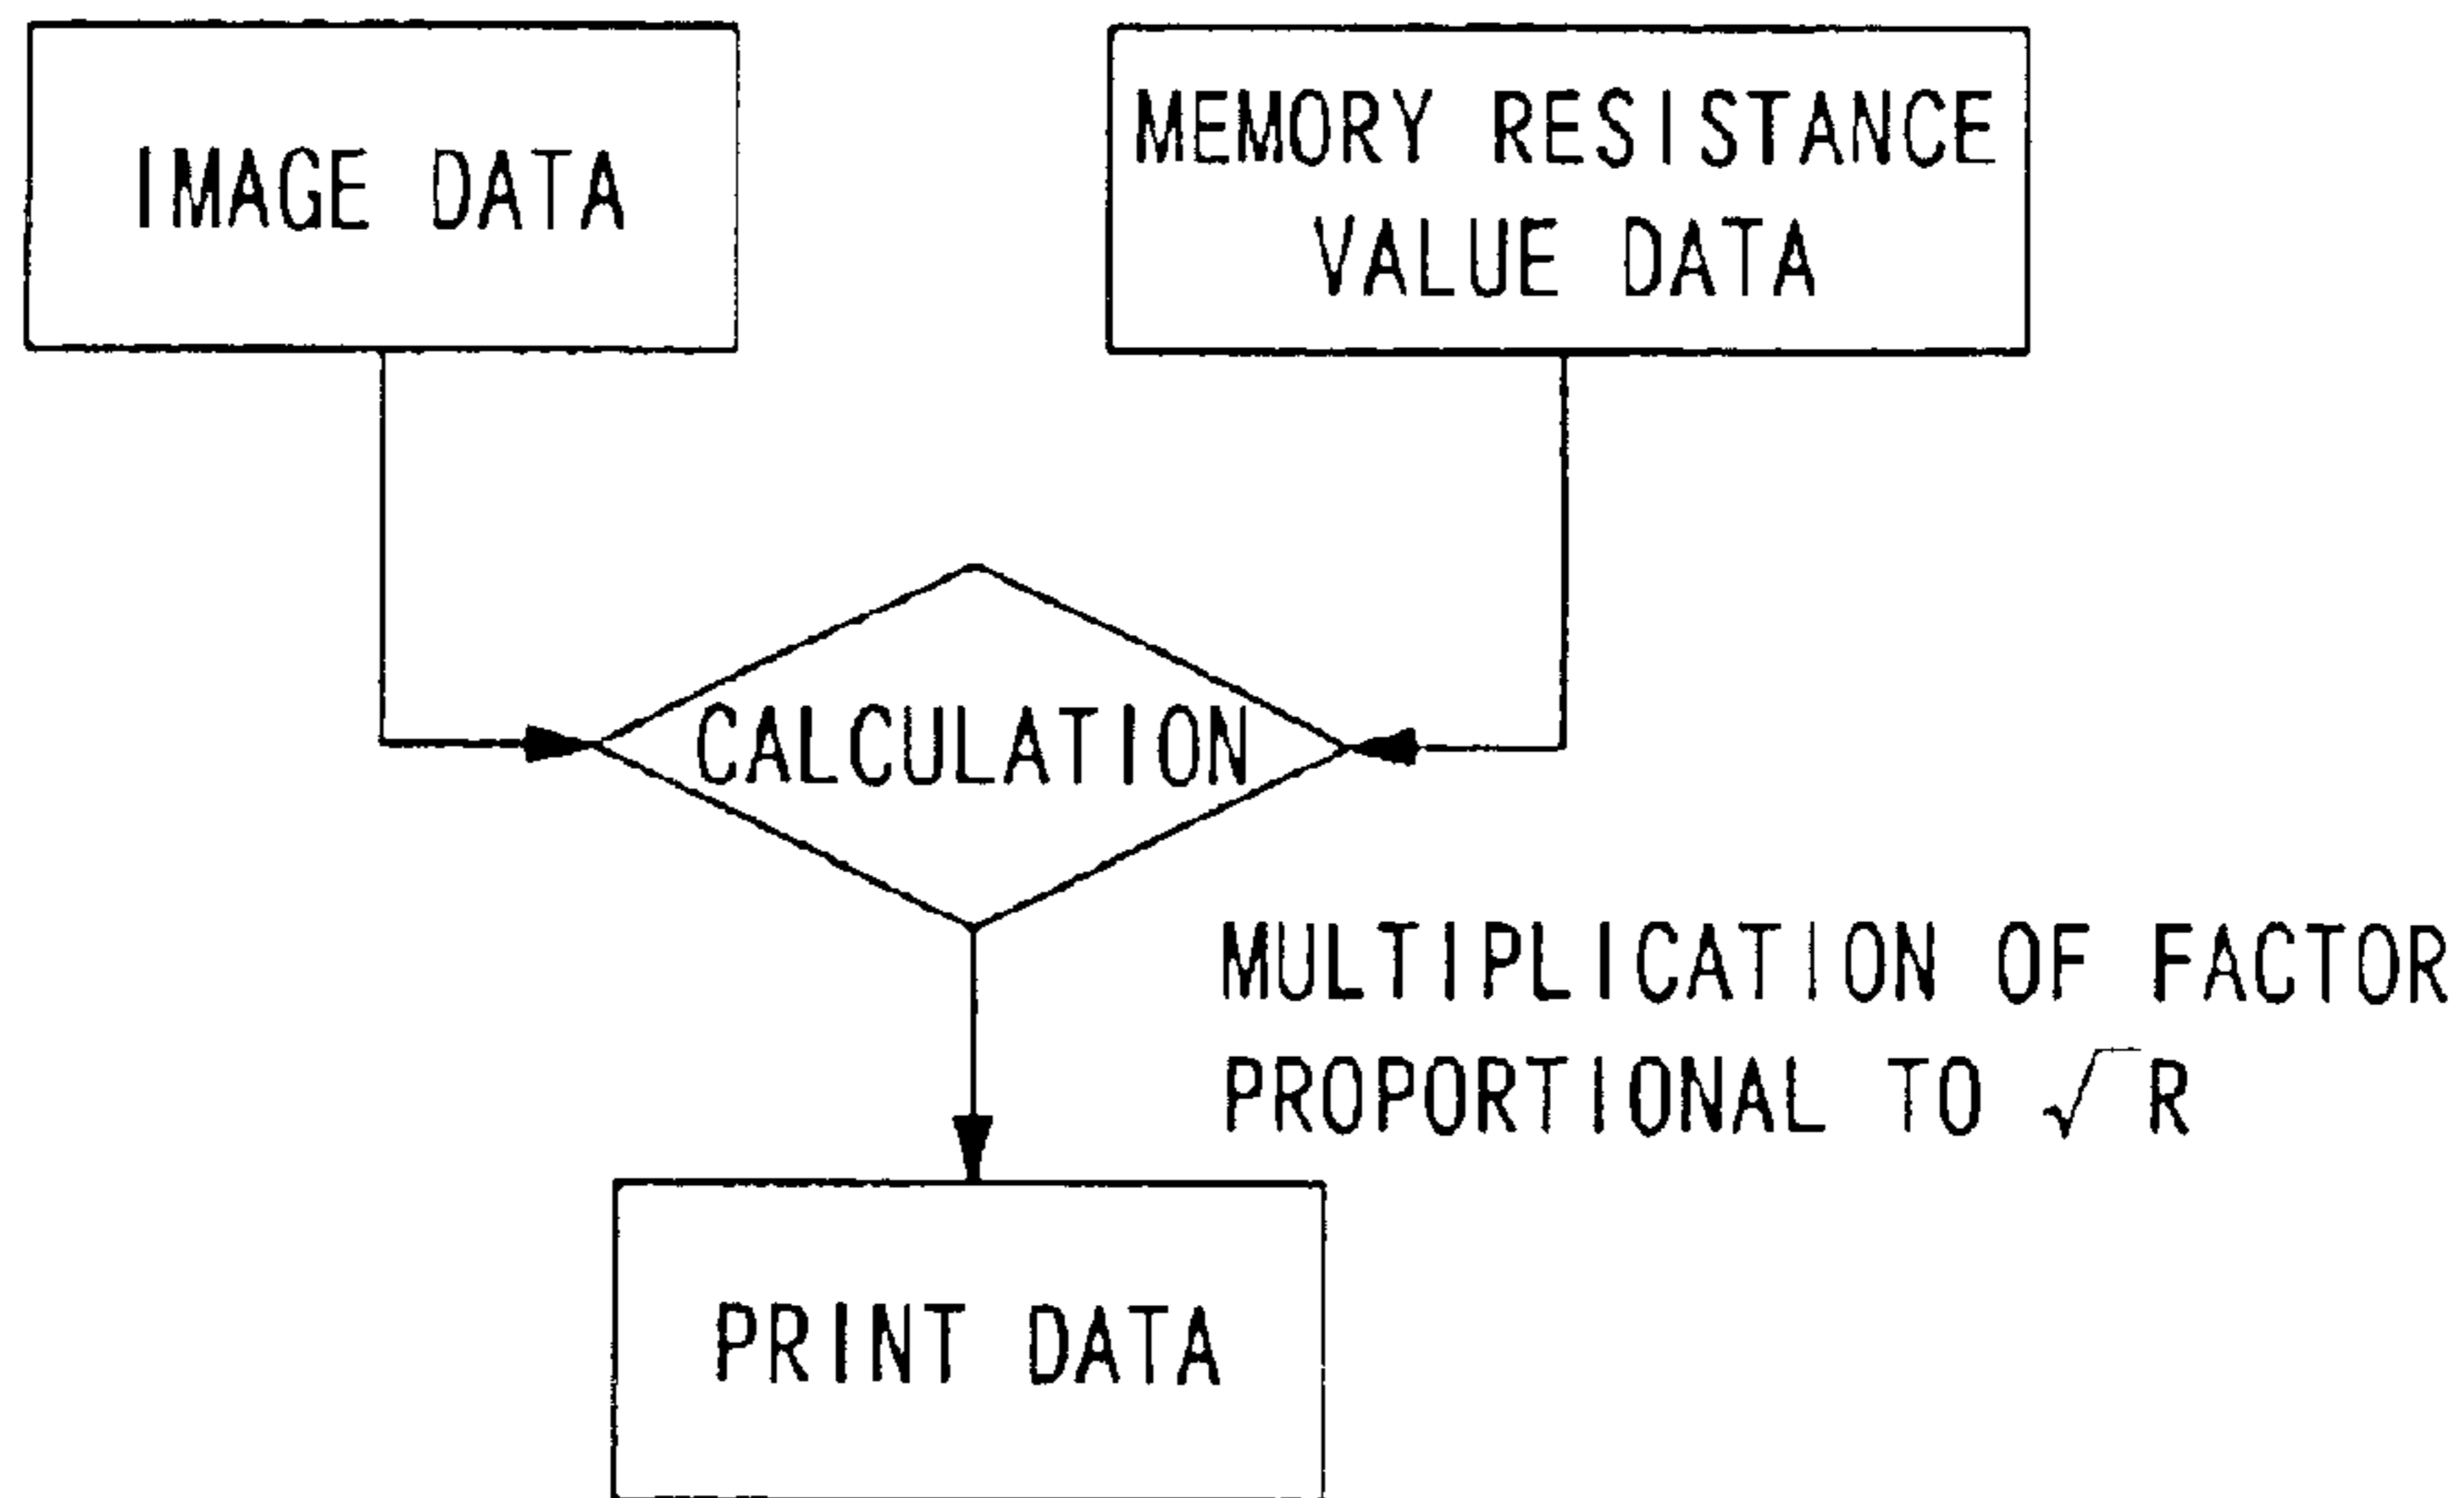 IMAGE DATA
MEMORY RESISTANCE
VALUE DATA
CALCULATION
MULTIPLICATION OF FACTOR
PROPORTIONAL TO √R
PRINT DATA